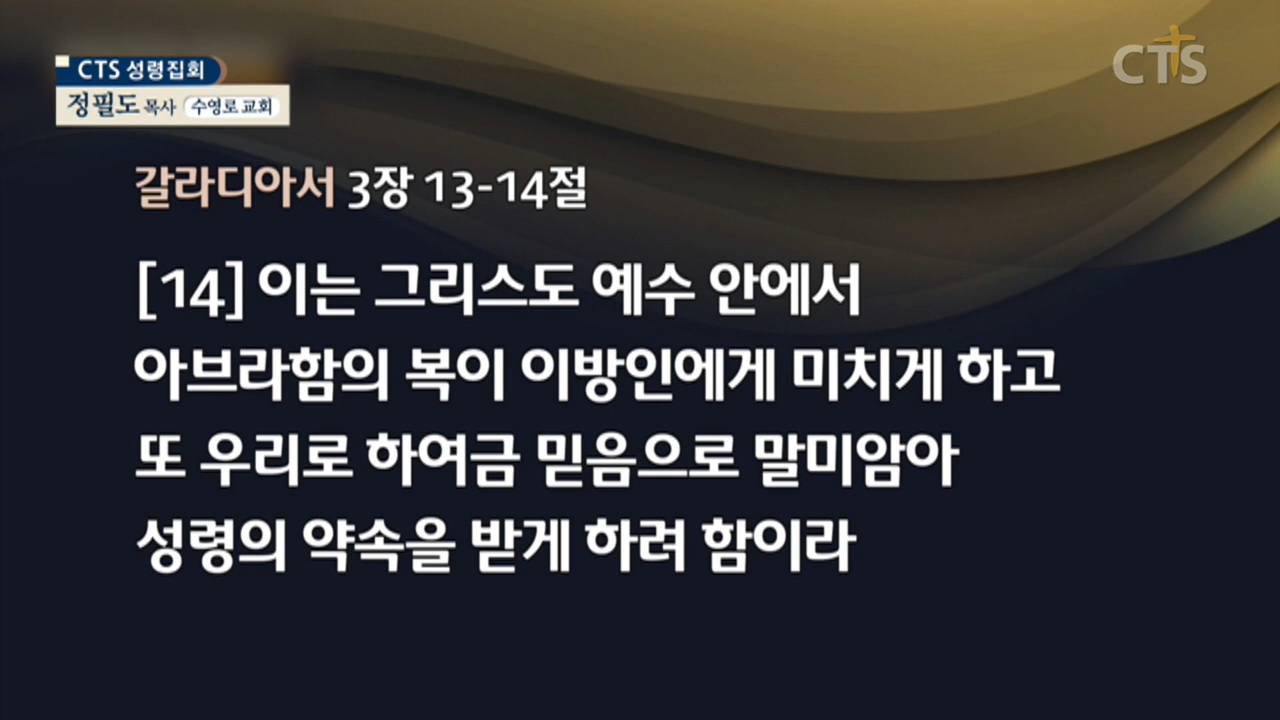 CTS 성령집회
CTS
정필도 목사 수영로 교회
갈라디아서 3장 13-14절
[14] 이는 그리스도 예수 안에서
아브라함의 복이 이방인에게 미치게 하고
또 우리로 하여금 믿음으로 말미암아
성령의 약속을 받게 하려 함이라